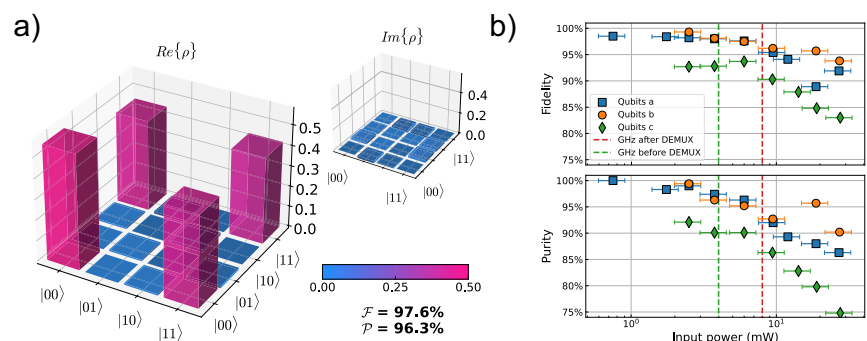 a)
Re{ρ}
Im{ρ}
0.4
0.2
0.0
|00⟩
|11⟩
|11⟩
|00⟩
0.5
0.4
0.3
0.2
0.1
0.0
|00⟩
|01⟩
|10⟩
|11⟩
|00⟩
|01⟩
|10⟩
|11⟩
0.00
0.25
0.50
ℱ = 97.6%
𝒫 = 96.3%
b)
Fidelity
100%
95%
90%
85%
80%
75%
Qubits a
Qubits b
Qubits c
GHz after DEMUX
GHz before DEMUX
Purity
100%
95%
90%
85%
80%
75%
10⁰
10¹
Input power (mW)